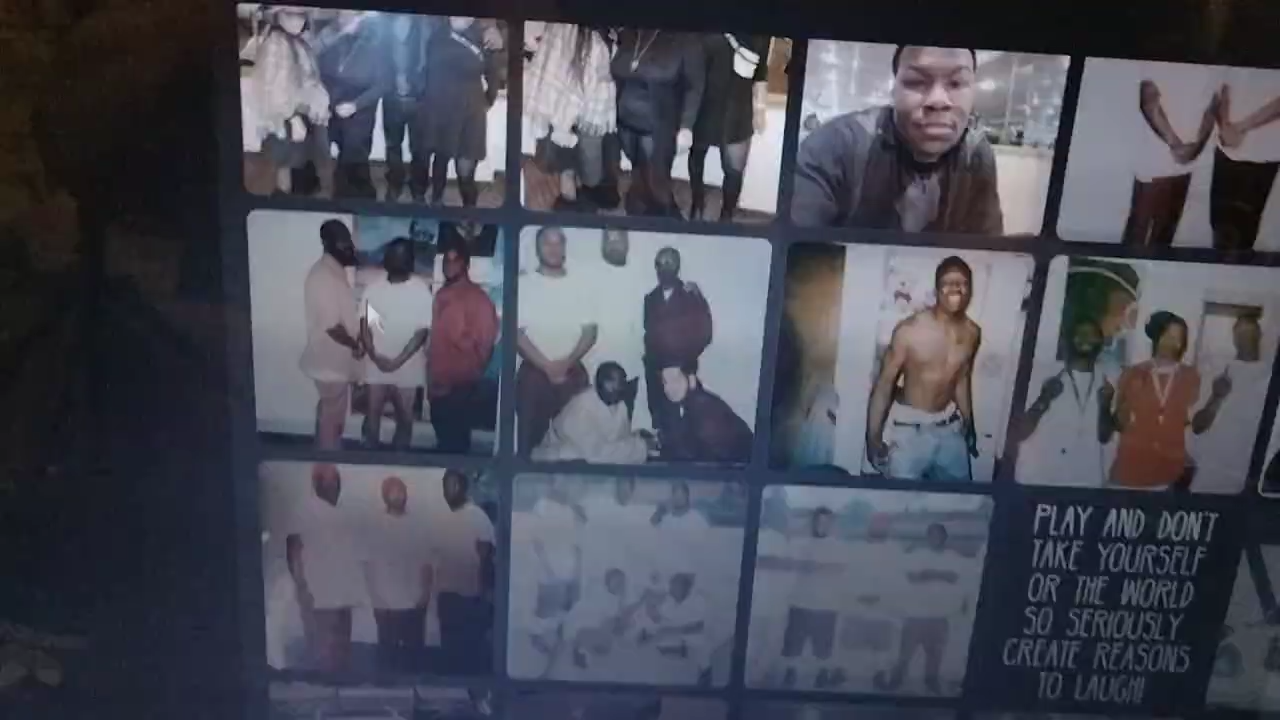 PLAY AND DON'T
TAKE YOURSELF
OR THE WORLD
SO SERIOUSLY
CREATE REASONS
TO LAUGH!